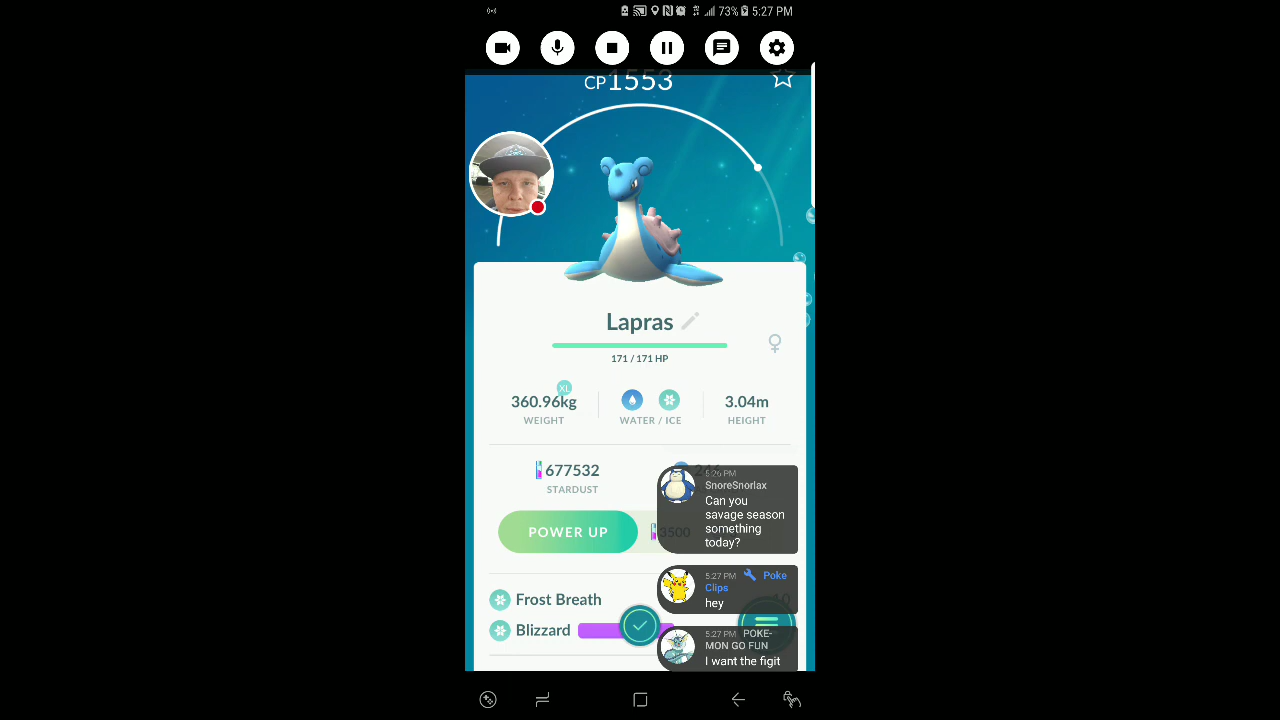 73% 5:27 PM
CP1553
Lapras
171 / 171 HP
XL
360.96kg
3.04m
WEIGHT
WATER / ICE
HEIGHT
677532
STARDUST
POWER UP
3500
Frost Breath
10
Blizzard
5:26 PM
SnoreSnorlax
Can you
savage season
something
today?
5:27 PM Poke
Clips
hey
5:27 PM POKE-
MON GO FUN
I want the figit